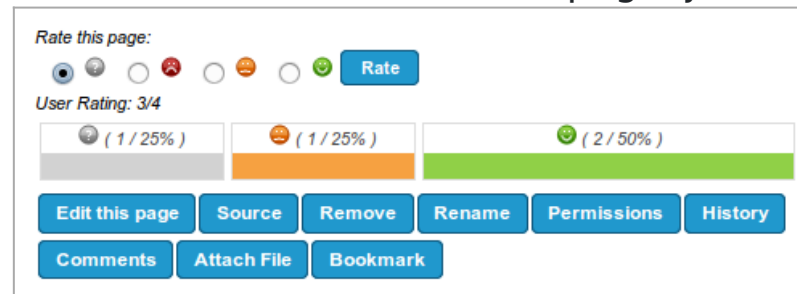 Rate this page:
Rate
User Rating: 3/4
( 1 / 25% ) ( 1 / 25% ) ( 2 / 50% )
Edit this page Source Remove Rename Permissions History
Comments Attach File Bookmark